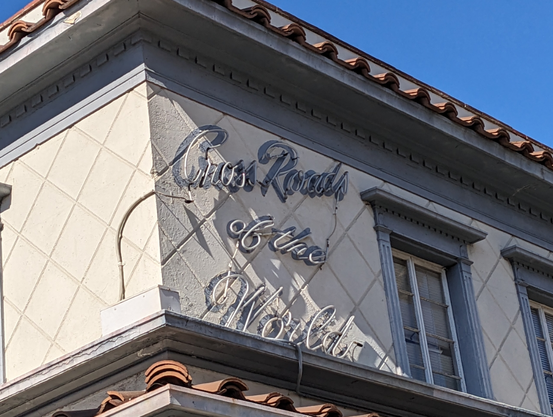 Cross Roads
of the
World